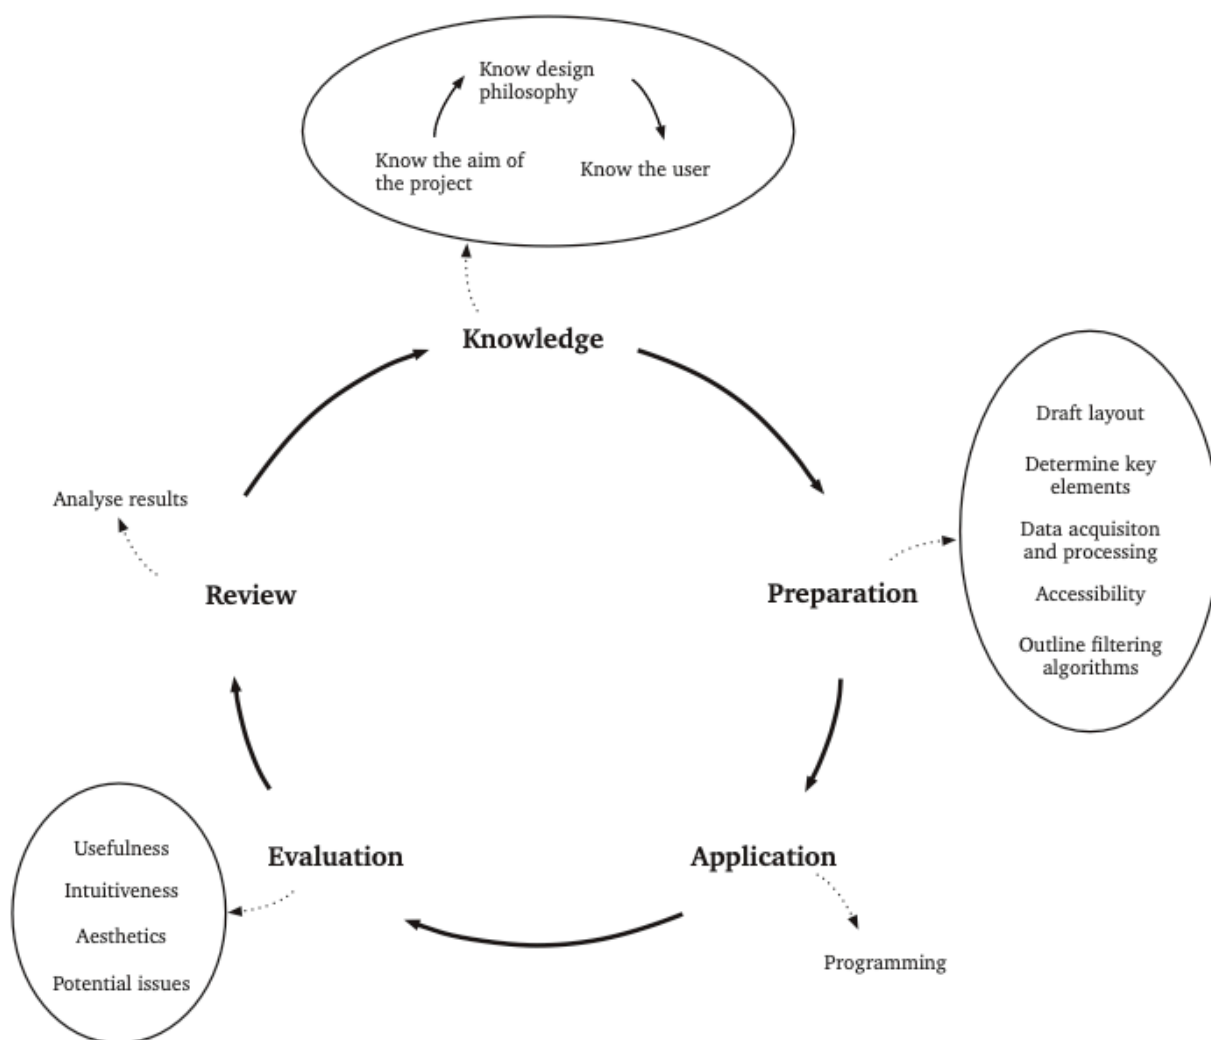 Know design
philosophy
Know the aim of
the project
Know the user
Knowledge
Draft layout
Determine key
elements
Data acquisiton
and processing
Accessibility
Outline filtering
algorithms
Analyse results
Review
Preparation
Usefulness
Intuitiveness
Aesthetics
Potential issues
Evaluation
Application
Programming